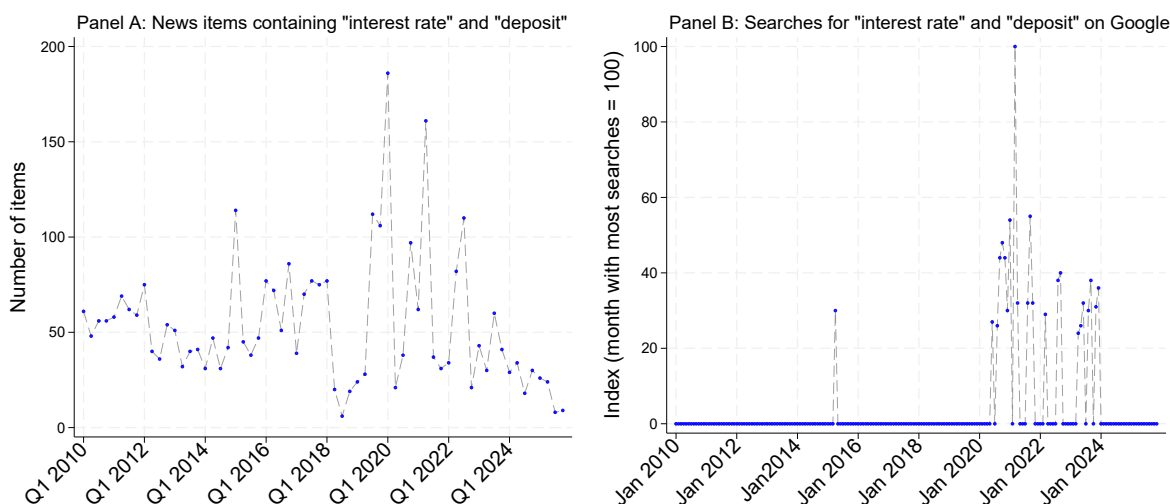 Panel A: News items containing "interest rate" and "deposit"
Number of items
200
150
100
50
0
Q1 2010
Q1 2012
Q1 2014
Q1 2016
Q1 2018
Q1 2020
Q1 2022
Q1 2024
Panel B: Searches for "interest rate" and "deposit" on Google
Index (month with most searches = 100)
100
80
60
40
20
0
Jan 2010
Jan 2012
Jan2014
Jan 2016
Jan 2018
Jan 2020
Jan 2022
Jan 2024